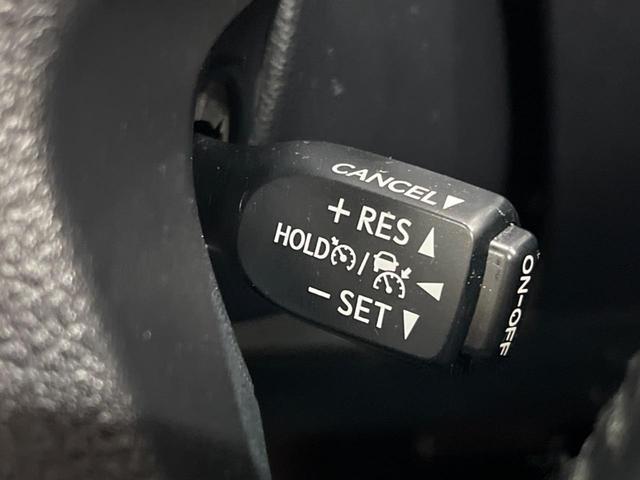 CANCEL▼
+ RES ▲
HOLD / ◀
− SET ▼
ON-OFF